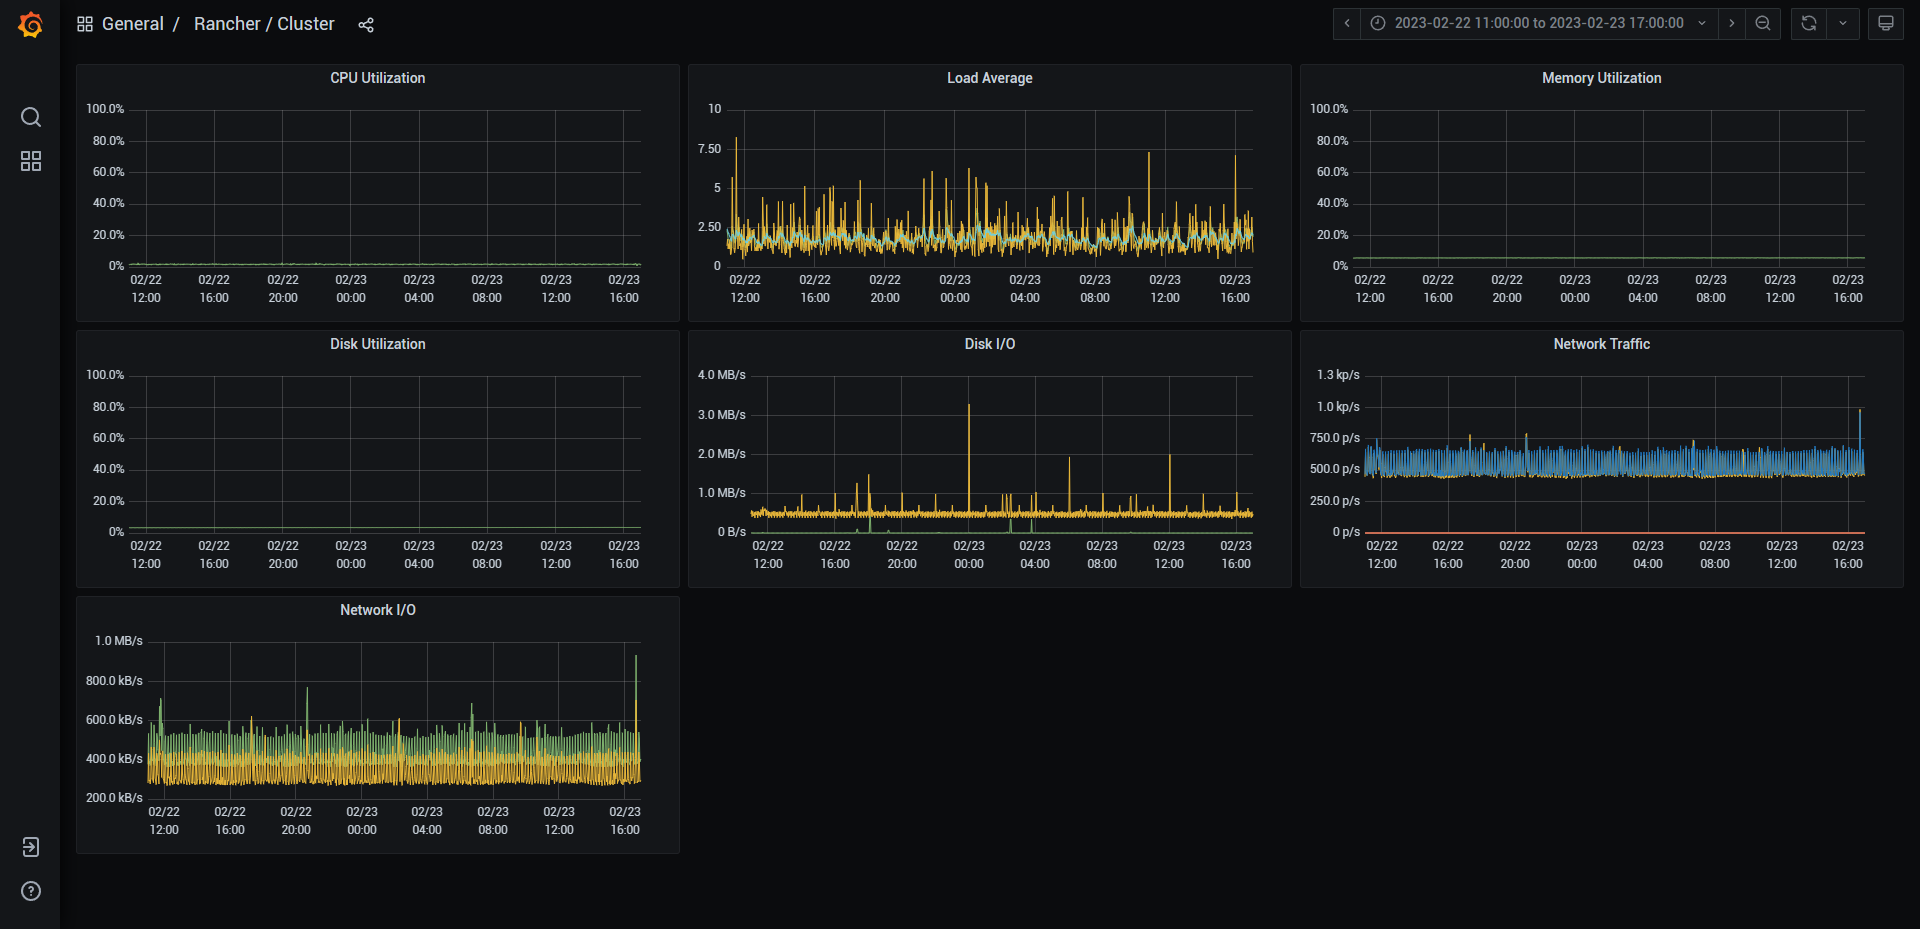 General / Rancher / Cluster
2023-02-22 11:00:00 to 2023-02-23 17:00:00
CPU Utilization
100.0%
80.0%
60.0%
40.0%
20.0%
0%
02/22 02/22 02/22 02/23 02/23 02/23 02/23 02/23
12:00 16:00 20:00 00:00 04:00 08:00 12:00 16:00
Load Average
10
7.50
5
2.50
0
02/22 02/22 02/22 02/23 02/23 02/23 02/23 02/23
12:00 16:00 20:00 00:00 04:00 08:00 12:00 16:00
Memory Utilization
100.0%
80.0%
60.0%
40.0%
20.0%
0%
02/22 02/22 02/22 02/23 02/23 02/23 02/23 02/23
12:00 16:00 20:00 00:00 04:00 08:00 12:00 16:00
Disk Utilization
100.0%
80.0%
60.0%
40.0%
20.0%
0%
02/22 02/22 02/22 02/23 02/23 02/23 02/23 02/23
12:00 16:00 20:00 00:00 04:00 08:00 12:00 16:00
Disk I/O
4.0 MB/s
3.0 MB/s
2.0 MB/s
1.0 MB/s
0 B/s
02/22 02/22 02/22 02/23 02/23 02/23 02/23 02/23
12:00 16:00 20:00 00:00 04:00 08:00 12:00 16:00
Network Traffic
1.3 kp/s
1.0 kp/s
750.0 p/s
500.0 p/s
250.0 p/s
0 p/s
02/22 02/22 02/22 02/23 02/23 02/23 02/23 02/23
12:00 16:00 20:00 00:00 04:00 08:00 12:00 16:00
Network I/O
1.0 MB/s
800.0 kB/s
600.0 kB/s
400.0 kB/s
200.0 kB/s
02/22 02/22 02/22 02/23 02/23 02/23 02/23 02/23
12:00 16:00 20:00 00:00 04:00 08:00 12:00 16:00